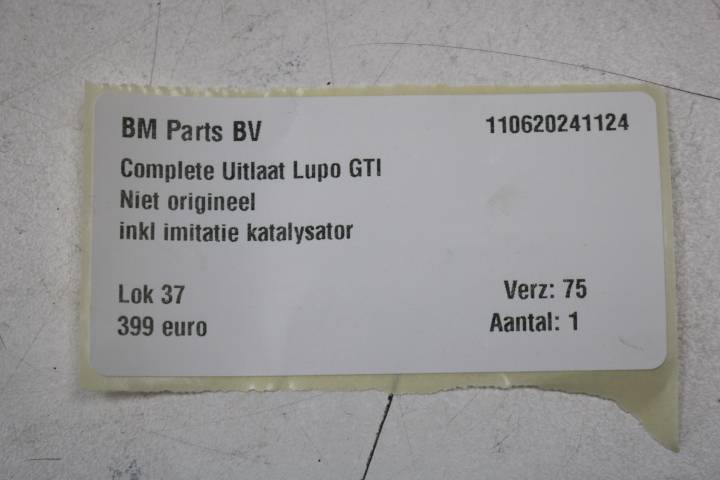 BM Parts BV 110620241124
Complete Uitlaat Lupo GTI
Niet origineel
inkl imitatie katalysator
Lok 37 Verz: 75
399 euro Aantal: 1